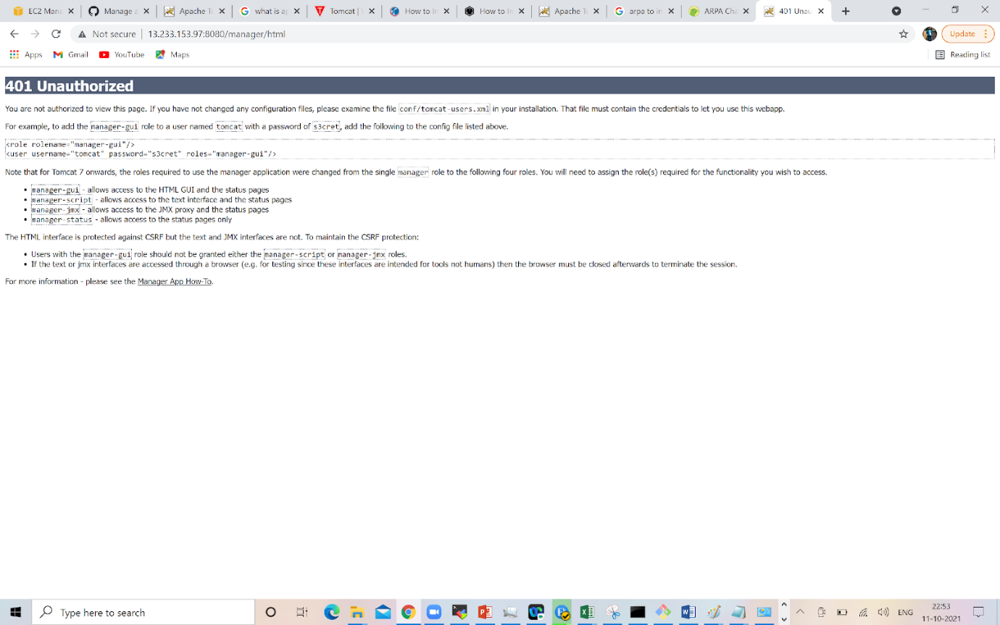 EC2 Mana
Manage a
Apache T
what is ap
Tomcat | V
How to In
How to In
Apache To
arpa to in
ARPA Cha
401 Unau
Not secure | 13.233.153.97:8080/manager/html
Update
Apps
Gmail
YouTube
Maps
Reading list
401 Unauthorized
You are not authorized to view this page. If you have not changed any configuration files, please examine the file conf/tomcat-users.xml in your installation. That file must contain the credentials to let you use this webapp.
For example, to add the manager-gui role to a user named tomcat with a password of s3cret, add the following to the config file listed above.
<role rolename="manager-gui"/>
<user username="tomcat" password="s3cret" roles="manager-gui"/>
Note that for Tomcat 7 onwards, the roles required to use the manager application were changed from the single manager role to the following four roles. You will need to assign the role(s) required for the functionality you wish to access.
• manager-gui - allows access to the HTML GUI and the status pages
• manager-script - allows access to the text interface and the status pages
• manager-jmx - allows access to the JMX proxy and the status pages
• manager-status - allows access to the status pages only
The HTML interface is protected against CSRF but the text and JMX interfaces are not. To maintain the CSRF protection:
• Users with the manager-gui role should not be granted either the manager-script or manager-jmx roles.
• If the text or jmx interfaces are accessed through a browser (e.g. for testing since these interfaces are intended for tools not humans) then the browser must be closed afterwards to terminate the session.
For more information - please see the Manager App How-To.
Type here to search
ENG
22:53
11-10-2021